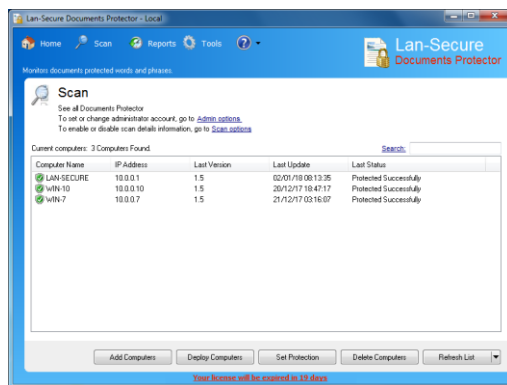 Lan-Secure Documents Protector - Local
Home Scan Reports Tools ?
Lan-Secure
Documents Protector
Monitors documents protected words and phrases.
Scan
See all Documents Protector
To set or change administrator account, go to Admin options.
To enable or disable scan details information, go to Scan options
Current computers: 3 Computers Found. Search:
Computer Name IP Address Last Version Last Update Last Status
LAN-SECURE 10.0.0.1 1.5 02/01/18 08:13:35 Protected Successfully
WIN-10 10.0.0.10 1.5 20/12/17 18:47:17 Protected Successfully
WIN-7 10.0.0.7 1.5 21/12/17 03:16:07 Protected Successfully
Add Computers Deploy Computers Set Protection Delete Computers Refresh List
Your license will be expired in 19 days